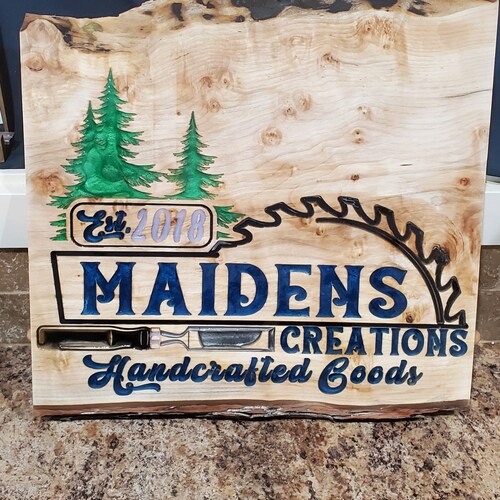 Est. 2018
MAIDENS
CREATIONS
Handcrafted Goods